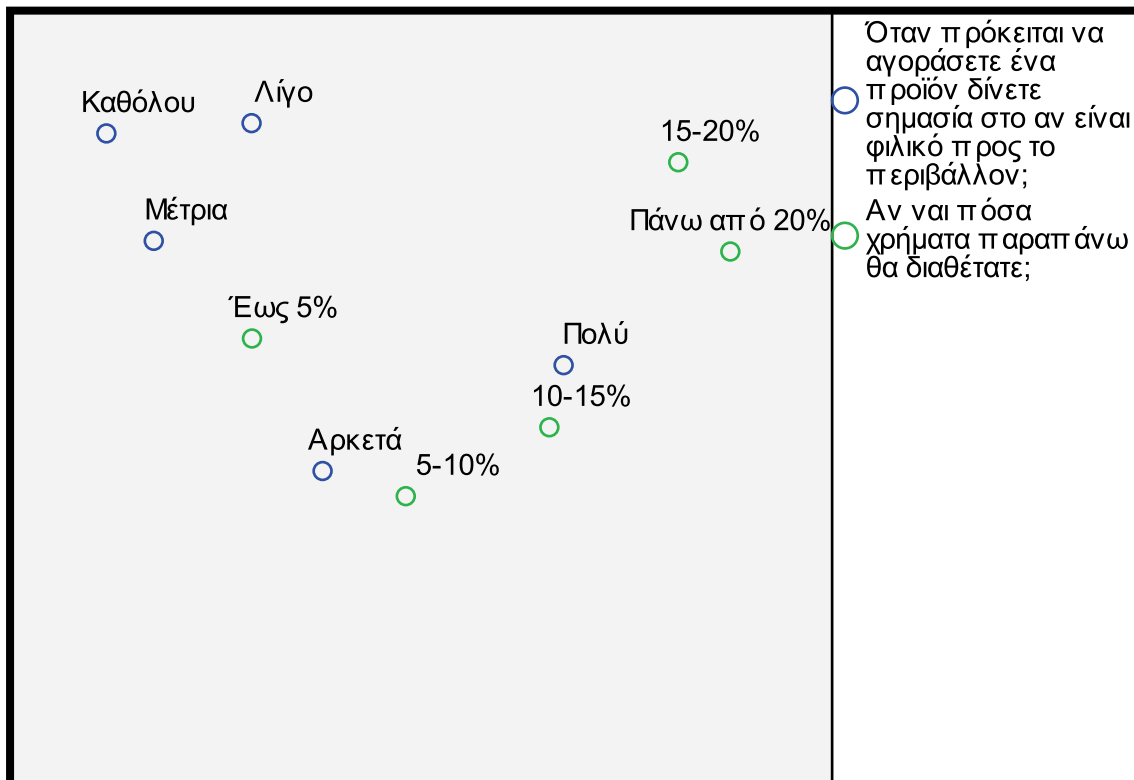 Καθόλου
Λίγο
15-20%
Μέτρια
Πάνω από 20%
Έως 5%
Πολύ
10-15%
Αρκετά
5-10%
Όταν πρόκειται να
αγοράσετε ένα
προϊόν δίνετε
σημασία στο αν είναι
φιλικό προς το
περιβάλλον;
Αν ναι πόσα
χρήματα παραπάνω
θα διαθέτατε;